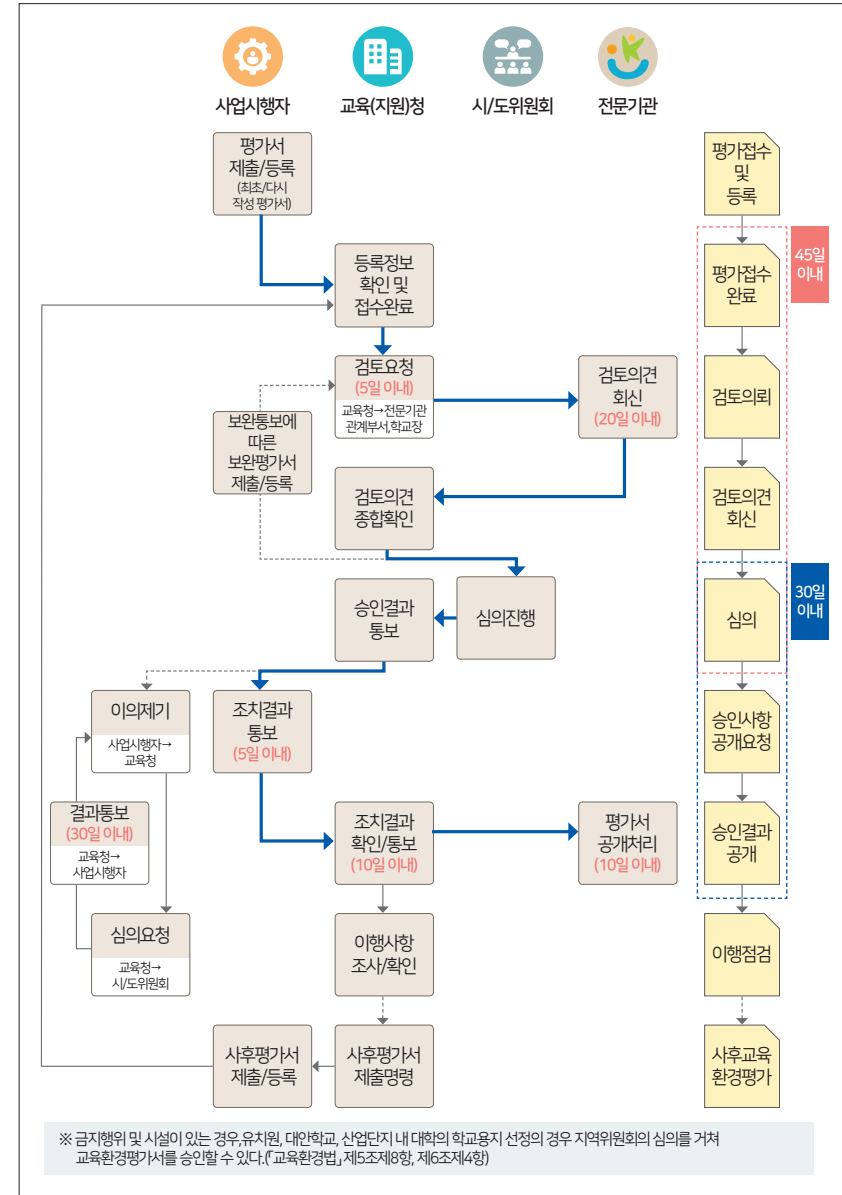 사업시행자
교육(지원)청
시/도위원회
전문기관
평가서
제출/등록
(최초/다시
작성 평가서)
평가접수
및
등록
등록정보
확인 및
접수완료
평가접수
완료
45일
이내
검토요청
(5일 이내)
교육청→전문기관
관계부서,학교장
검토의견
회신
(20일 이내)
검토의뢰
보완통보에
따른
보완평가서
제출/등록
검토의견
종합확인
검토의견
회신
승인결과
통보
심의진행
심의
30일
이내
이의제기
사업시행자→
교육청
조치결과
통보
(5일 이내)
승인사항
공개요청
결과통보
(30일 이내)
교육청→
사업시행자
조치결과
확인/통보
(10일 이내)
평가서
공개처리
(10일 이내)
승인결과
공개
심의요청
교육청→
시/도위원회
이행사항
조사/확인
이행점검
사후평가서
제출/등록
사후평가서
제출명령
사후교육
환경평가
※ 금지행위 및 시설이 있는 경우,유치원, 대안학교, 산업단지 내 대학의 학교용지 선정의 경우 지역위원회의 심의를 거쳐
교육환경평가서를 승인할 수 있다.(「교육환경법」 제5조제8항, 제6조제4항)